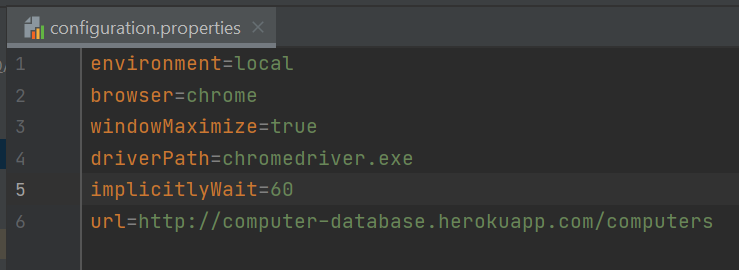 configuration.properties
1 environment=local
2 browser=chrome
3 windowMaximize=true
4 driverPath=chromedriver.exe
5 implicitlyWait=60
6 url=http://computer-database.herokuapp.com/computers